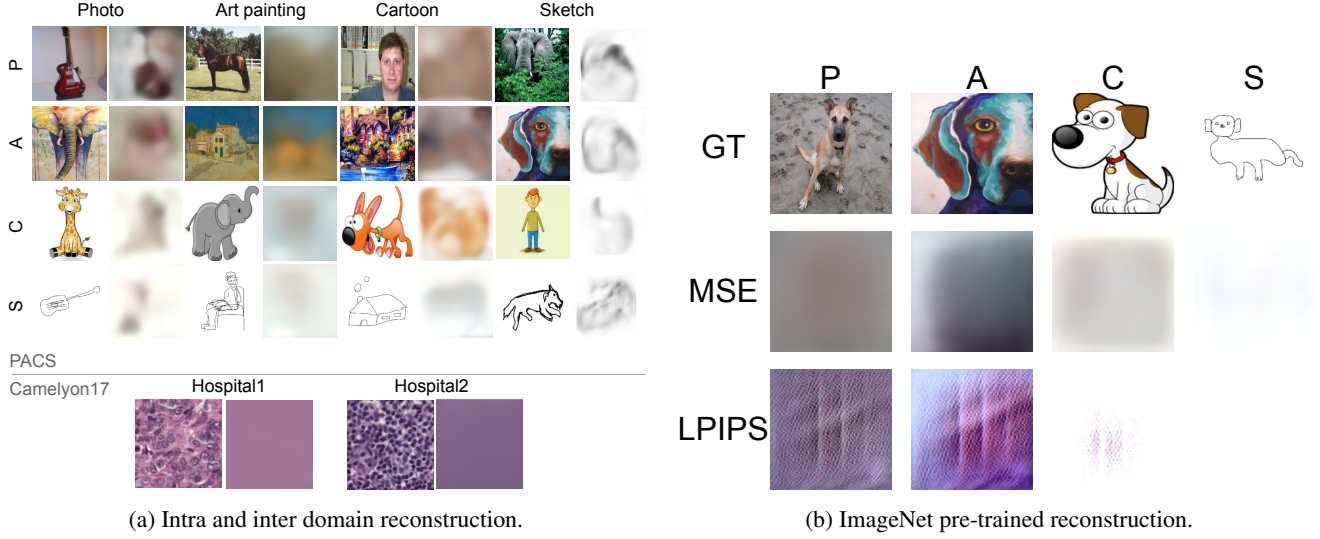 Photo Art painting Cartoon Sketch
P
A
C
S
PACS
Camelyon17
Hospital1 Hospital2
(a) Intra and inter domain reconstruction.
P A C S
GT
MSE
LPIPS
(b) ImageNet pre-trained reconstruction.